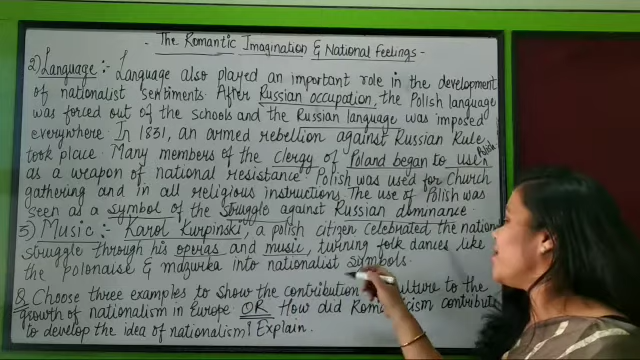 - The Romantic Imagination & National Feelings -
2) Language :- Language also played an important role in the development
of nationalist sentiments. After Russian occupation, the Polish language
was forced out of the schools and the Russian language was imposed
everywhere. In 1831, an armed rebellion against Russian Rule
took place. Many members of the clergy of Poland began to use Polish
as a weapon of national resistance. Polish was used for Church
gathering and in all religious instruction. The use of Polish was
seen as a symbol of the struggle against Russian dominance.
3) Music :- Karol Kurpinski, a polish citizen celebrated the nation
struggle through his operas and music, turning folk dances like
the polonaise & mazurka into nationalist symbols.
Q Choose three examples to show the contribution culture to the
growth of nationalism in Europe. OR How did Romanticism contribute
to develop the idea of nationalism? Explain.